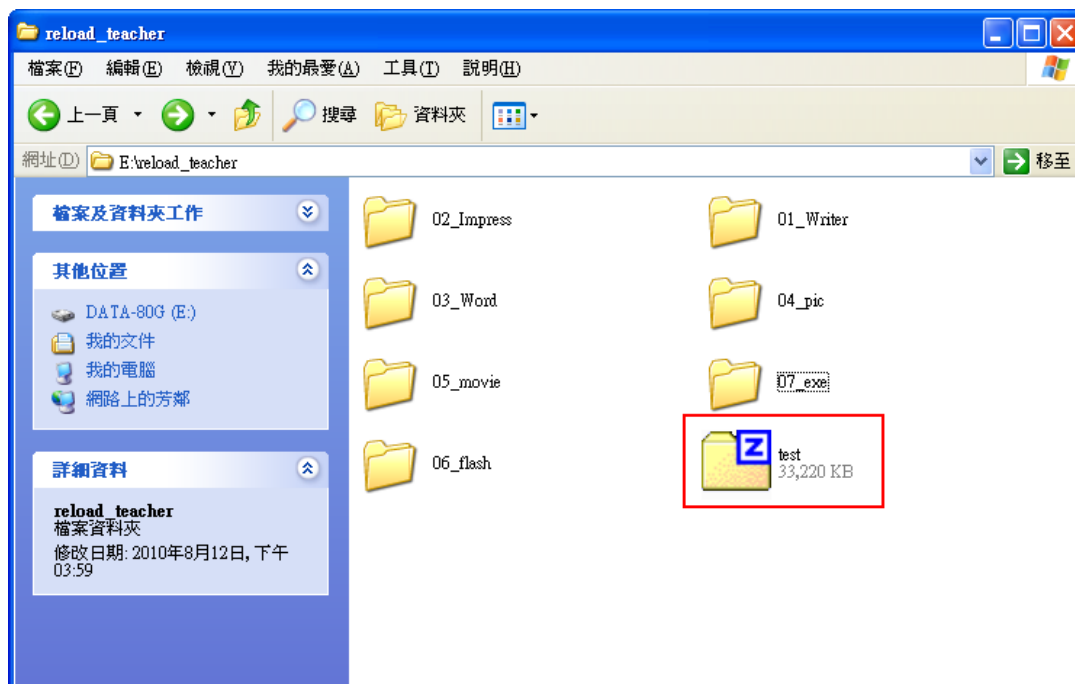 reload_teacher
檔案(F) 編輯(E) 檢視(V) 我的最愛(A) 工具(T) 說明(H)
上一頁 搜尋 資料夾
網址(D) E:\reload_teacher 移至
檔案及資料夾工作
其他位置
DATA-80G (E:)
我的文件
我的電腦
網路上的芳鄰
詳細資料
reload_teacher
檔案資料夾
修改日期: 2010年8月12日, 下午
03:59
02_Impress
01_Writer
03_Word
04_pic
05_movie
07_exe
06_flash
test
33,220 KB
Z